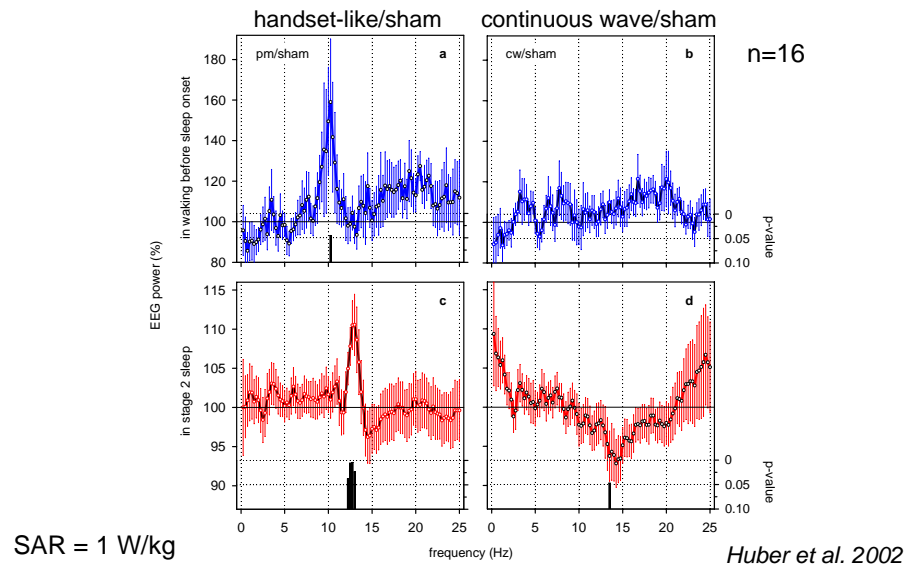 handset-like/sham continuous wave/sham
n=16
pm/sham a
cw/sham b
in waking before sleep onset
180
160
140
120
100
80
0
0.05
0.10
p-value
EEG power (%)
c
d
in stage 2 sleep
115
110
105
100
95
90
0
0.05
0.10
p-value
0 5 10 15 20 25 0 5 10 15 20 25
frequency (Hz)
SAR = 1 W/kg
Huber et al. 2002